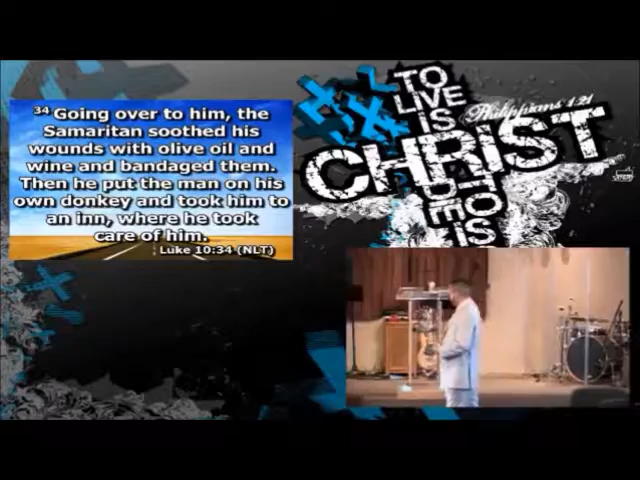 34 Going over to him, the
Samaritan soothed his
wounds with olive oil and
wine and bandaged them.
Then he put the man on his
own donkey and took him to
an inn, where he took
care of him.
Luke 10:34 (NLT)
TO
LIVE
IS
Philippians 1:21
CHRIST
TO
DIE
IS